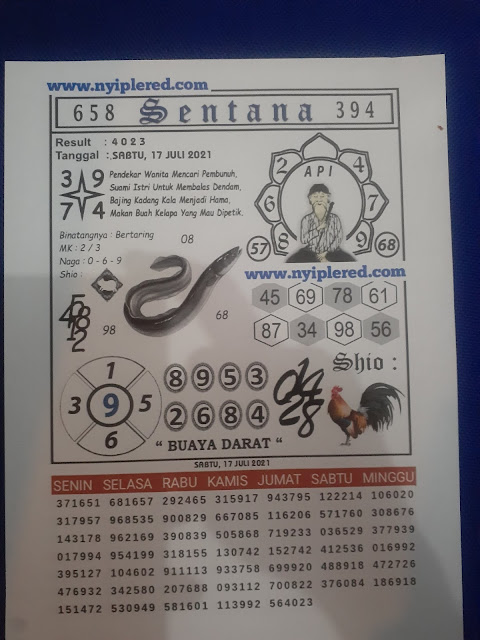 www.nyiplered.com
658 Sentana 394
Result : 4 0 2 3
Tanggal : SABTU, 17 JULI 2021
3 9
7 4
Pendekar Wanita Mencari Pembunuh,
Suami Istri Untuk Membalas Dendam,
Bajing Kadang Kala Menjadi Hama,
Makan Buah Kelapa Yang Mau Dipetik.
API
2 4
6 7
8 9
57 68
Binatangnya : Bertaring
MK : 2 / 3
Naga : 0 - 6 - 9
Shio :
08
68
98
www.nyiplered.com
45 69 78 61
87 34 98 56
1
3 9 5
6
8 9 5 3
2 6 8 4
" BUAYA DARAT "
Shio :
SABTU, 17 JULI 2021
SENIN SELASA RABU KAMIS JUMAT SABTU MINGGU
371651 681657 292465 315917 943795 122214 106020
317957 968535 900829 667085 116206 571760 308676
143178 962169 390839 505868 719233 036529 377939
017994 954199 318155 130742 152742 412536 016992
395127 104602 911113 933758 699920 488918 472726
476932 342580 207688 093112 700822 376084 186918
151472 530949 581601 113992 564023